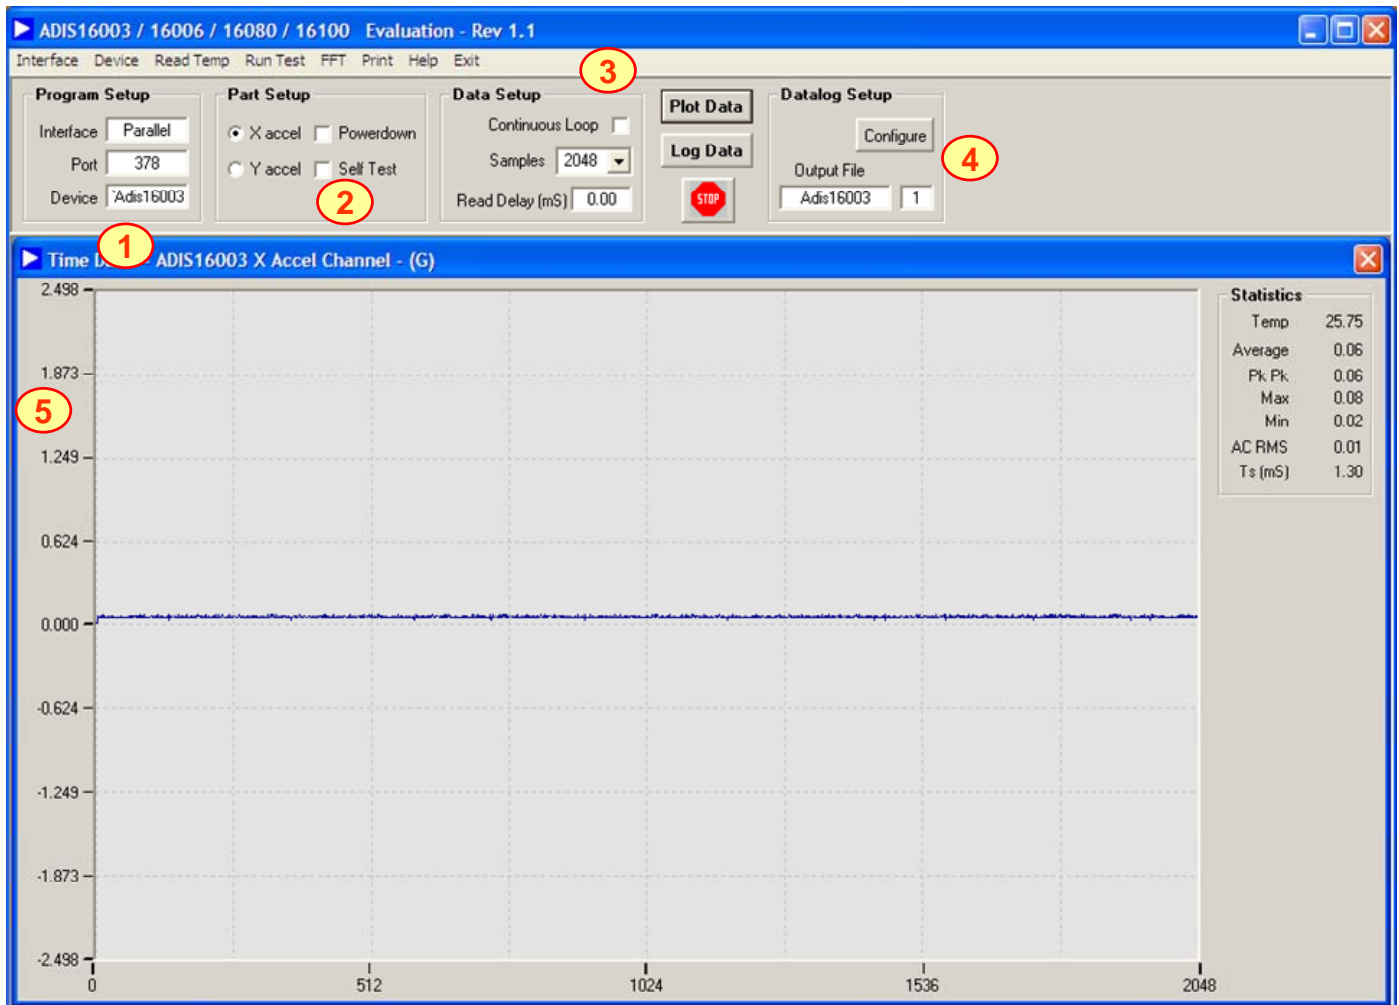 ADIS16003 / 16006 / 16080 / 16100 Evaluation - Rev 1.1
Interface Device Read Temp Run Test FFT Print Help Exit
3
Program Setup
Interface Parallel
Port 378
Device `Adis16003
1
Part Setup
X accel Powerdown
Y accel Self Test
2
Data Setup
Continuous Loop
Samples 2048
Read Delay (mS) 0.00
Plot Data
Log Data
STOP
Datalog Setup
Configure
4
Output File
Adis16003 1
Time - ADIS16003 X Accel Channel - (G)
2.498
1.873
5
1.249
0.624
0.000
-0.624
-1.249
-1.873
-2.498
0 512 1024 1536 2048
Statistics
Temp 25.75
Average 0.06
Pk Pk 0.06
Max 0.08
Min 0.02
AC RMS 0.01
Ts (mS) 1.30